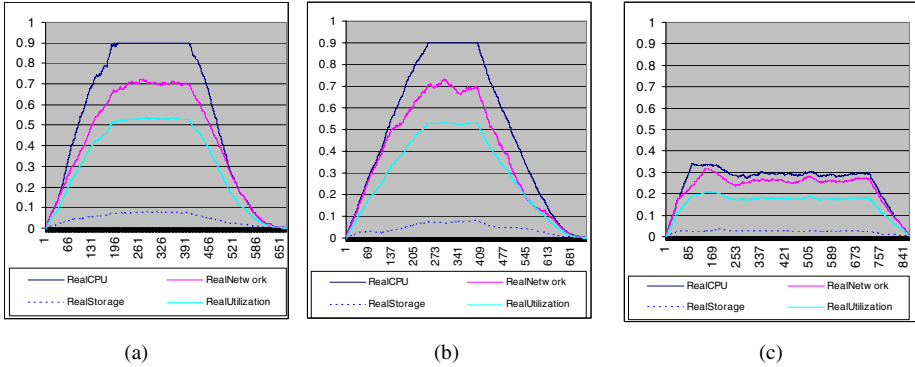 1
0.9
0.8
0.7
0.6
0.5
0.4
0.3
0.2
0.1
0
1 66 131 196 261 326 391 456 521 586 651
RealCPU RealNetw ork
RealStorage RealUtilization
(a)
1
0.9
0.8
0.7
0.6
0.5
0.4
0.3
0.2
0.1
0
1 69 137 205 273 341 409 477 545 613 681
RealCPU RealNetw ork
RealStorage RealUtilization
(b)
1
0.9
0.8
0.7
0.6
0.5
0.4
0.3
0.2
0.1
0
1 85 169 253 337 421 505 589 673 757 841
RealCPU RealNetw ork
RealStorage RealUtilization
(c)